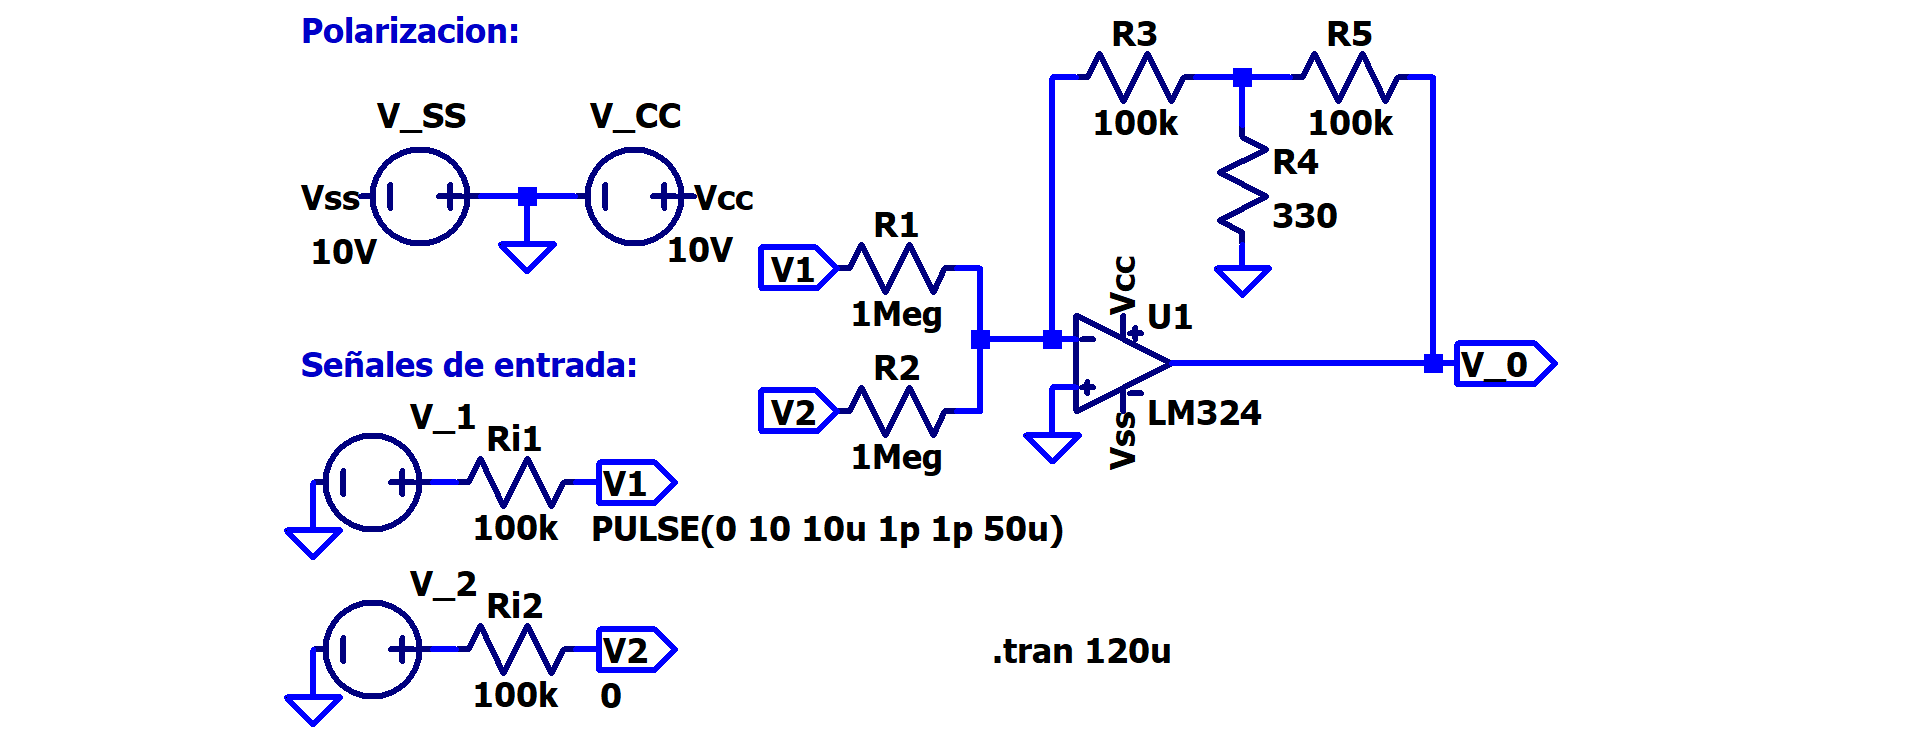 Polarizacion:
V_SS
V_CC
Vss
Vcc
10V
10V
R3
R5
100k
100k
R4
330
R1
V1
1Meg
R2
V2
1Meg
Vcc
U1
LM324
Vss
V_0
Señales de entrada:
V_1
Ri1
V1
100k
PULSE(0 10 10u 1p 1p 50u)
V_2
Ri2
V2
100k
0
.tran 120u